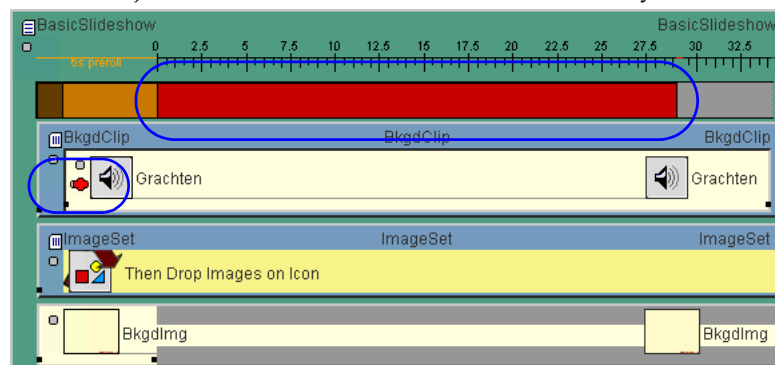 BasicSlideshow BasicSlideshow
0 2.5 5 7.5 10 12.5 15 17.5 20 22.5 25 27.5 30 32.5
6s preroll
BkgdClip BkgdClip BkgdClip
Grachten Grachten
ImageSet ImageSet ImageSet
Then Drop Images on Icon
BkgdImg BkgdImg